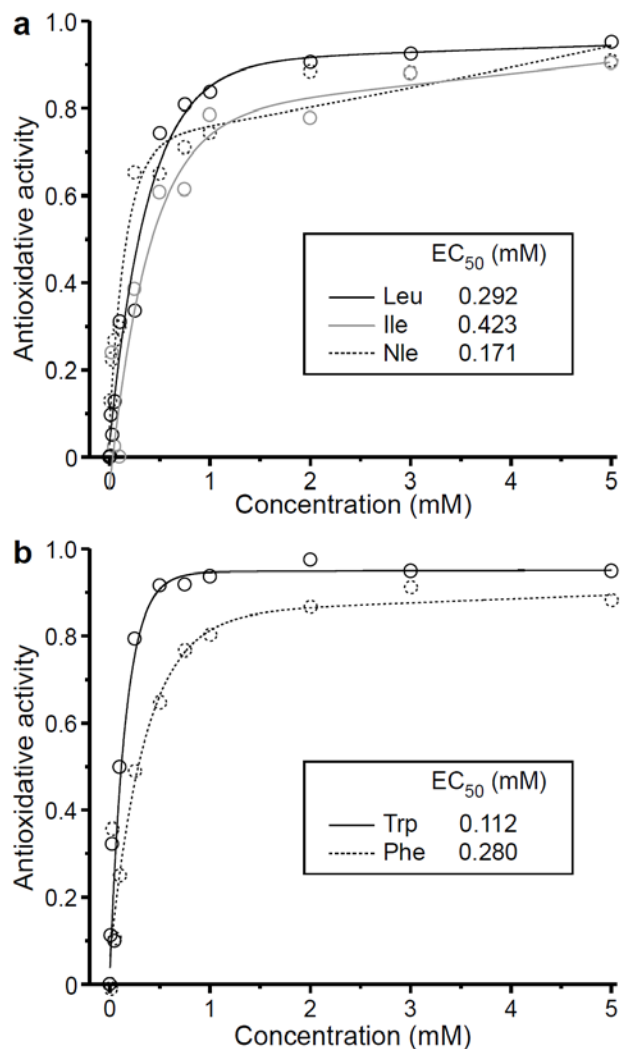 a
1.0
0.8
0.6
0.4
0.2
0
Antioxidative activity
EC₅₀ (mM)
Leu 0.292
Ile 0.423
Nle 0.171
0 1 2 3 4 5
Concentration (mM)
b
1.0
0.8
0.6
0.4
0.2
0
Antioxidative activity
EC₅₀ (mM)
Trp 0.112
Phe 0.280
0 1 2 3 4 5
Concentration (mM)